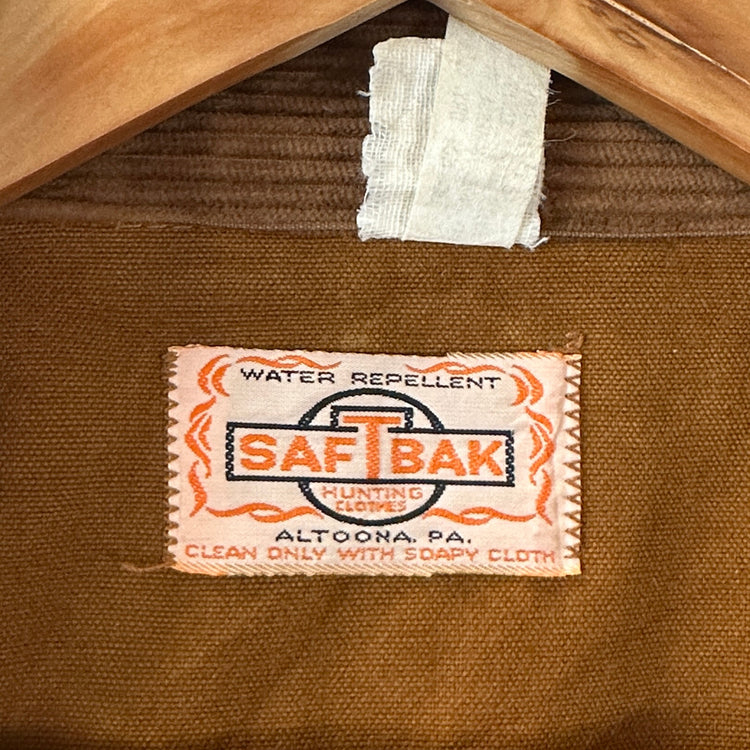 WATER REPELLENT
SAFTBAK
HUNTING
CLOTHES
ALTOONA, PA.
CLEAN ONLY WITH SOAPY CLOTH